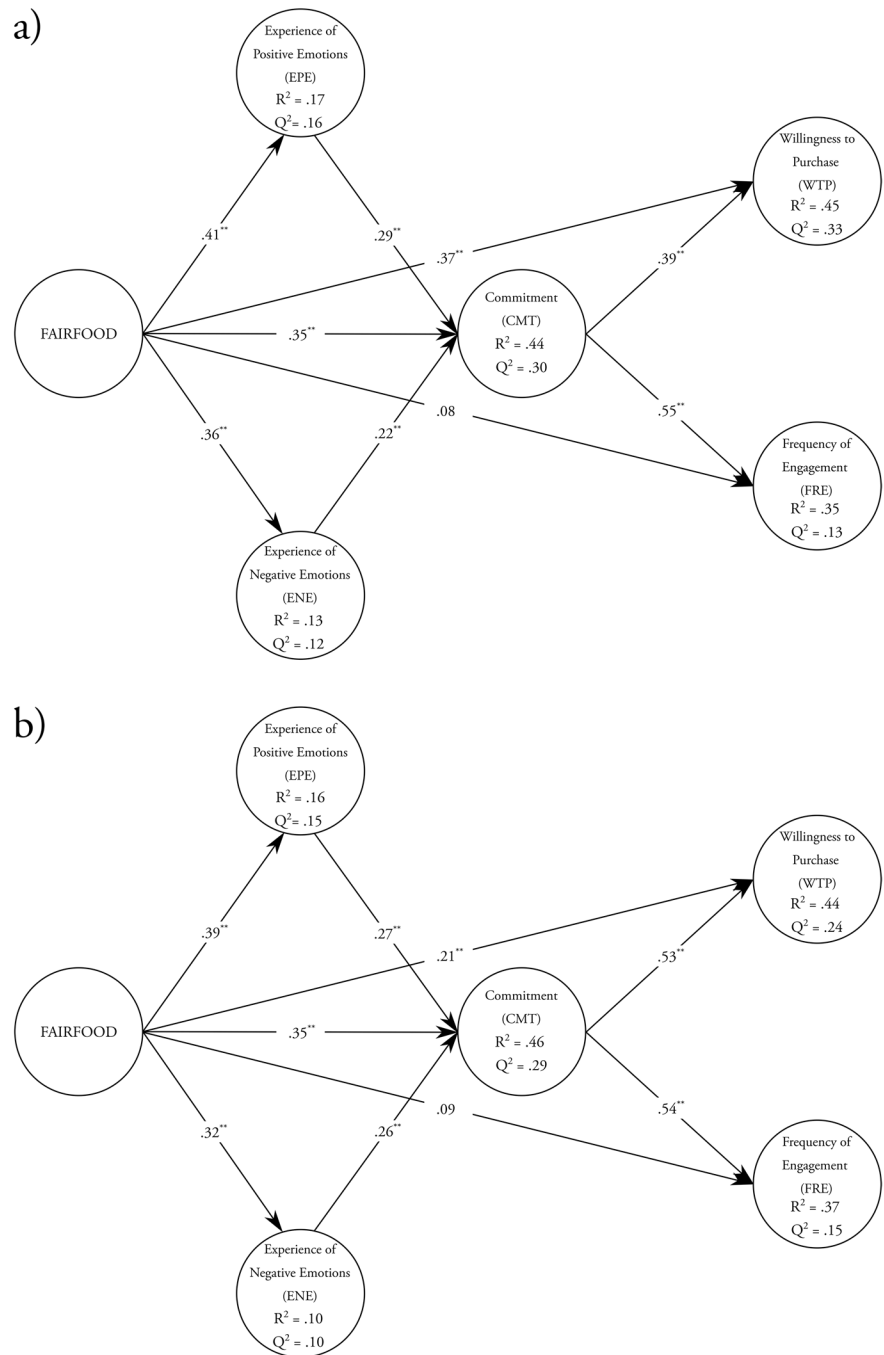 a)
Experience of
Positive Emotions
(EPE)
R² = .17
Q²= .16
Willingness to
Purchase
(WTP)
R² = .45
Q² = .33
.41**
.29**
.37**
.39**
FAIRFOOD
.35**
Commitment
(CMT)
R² = .44
Q² = .30
.08
.55**
.36**
.22**
Frequency of
Engagement
(FRE)
R² = .35
Q² = .13
Experience of
Negative Emotions
(ENE)
R² = .13
Q² = .12
b)
Experience of
Positive Emotions
(EPE)
R² = .16
Q²= .15
Willingness to
Purchase
(WTP)
R² = .44
Q² = .24
.39**
.27**
.21**
.53**
FAIRFOOD
.35**
Commitment
(CMT)
R² = .46
Q² = .29
.09
.54**
.32**
.26**
Frequency of
Engagement
(FRE)
R² = .37
Q² = .15
Experience of
Negative Emotions
(ENE)
R² = .10
Q² = .10